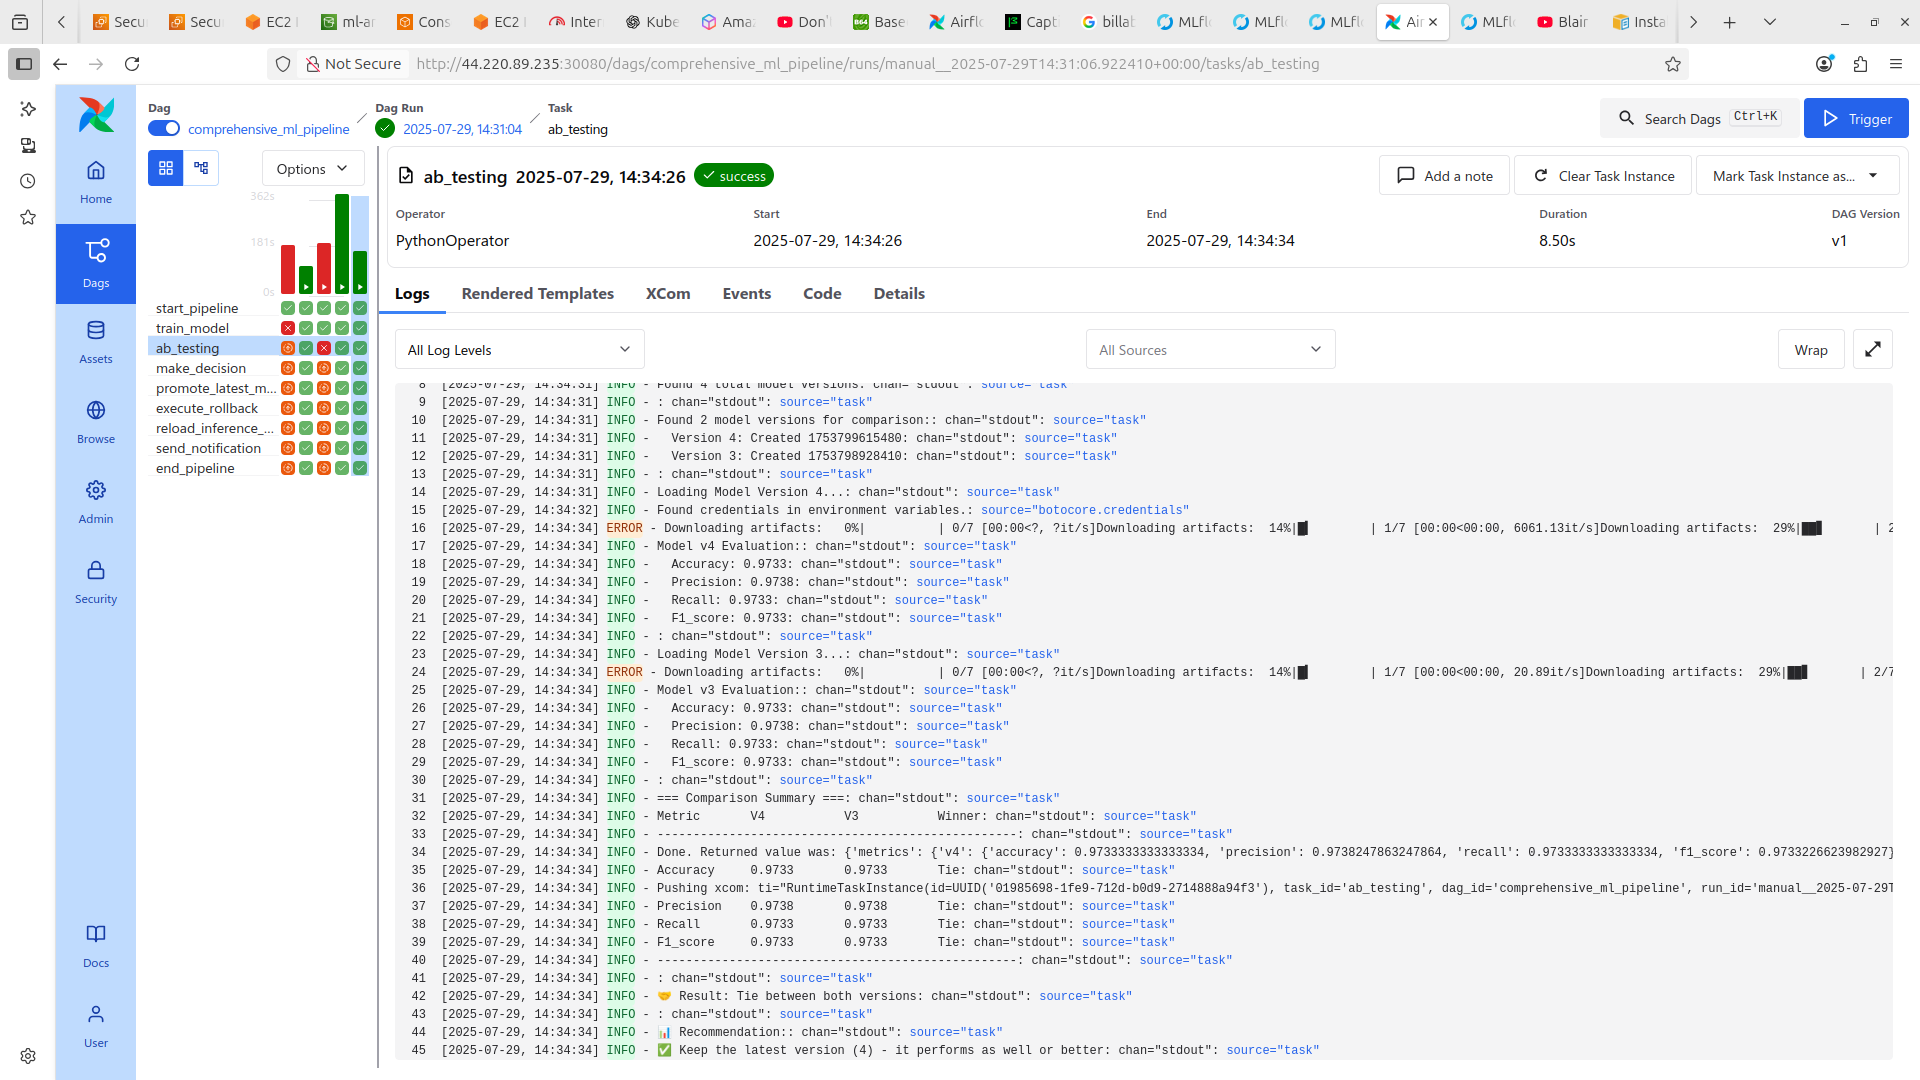 Secu
Secu
EC2
ml-ar
Cons
EC2
Inter
Kube
Ama
Don'
Base
Airflo
Capti
billab
MLflo
MLflo
MLflo
Air
MLfl
Blair
Insta
Not Secure
http://44.220.89.235:30080/dags/comprehensive_ml_pipeline/runs/manual__2025-07-29T14:31:06.922410+00:00/tasks/ab_testing
Home
Dags
Assets
Browse
Admin
Security
Docs
User
Dag
comprehensive_ml_pipeline
/
Dag Run
2025-07-29, 14:31:04
/
Task
ab_testing
Search Dags Ctrl+K
Trigger
Options
362s
181s
0s
start_pipeline
train_model
ab_testing
make_decision
promote_latest_m...
execute_rollback
reload_inference_...
send_notification
end_pipeline
ab_testing 2025-07-29, 14:34:26 success
Add a note
Clear Task Instance
Mark Task Instance as...
Operator Start End Duration DAG Version
PythonOperator 2025-07-29, 14:34:26 2025-07-29, 14:34:34 8.50s v1
Logs Rendered Templates XCom Events Code Details
All Log Levels
All Sources
Wrap
8 [2025-07-29, 14:34:31] INFO - Found 4 total model versions: chan="stdout": source="task"
9 [2025-07-29, 14:34:31] INFO - : chan="stdout": source="task"
10 [2025-07-29, 14:34:31] INFO - Found 2 model versions for comparison:: chan="stdout": source="task"
11 [2025-07-29, 14:34:31] INFO -   Version 4: Created 1753799615480: chan="stdout": source="task"
12 [2025-07-29, 14:34:31] INFO -   Version 3: Created 1753798928410: chan="stdout": source="task"
13 [2025-07-29, 14:34:31] INFO - : chan="stdout": source="task"
14 [2025-07-29, 14:34:31] INFO - Loading Model Version 4...: chan="stdout": source="task"
15 [2025-07-29, 14:34:32] INFO - Found credentials in environment variables.: source="botocore.credentials"
16 [2025-07-29, 14:34:34] ERROR - Downloading artifacts:   0%|          | 0/7 [00:00<?, ?it/s]Downloading artifacts:  14%|█▍        | 1/7 [00:00<00:00, 6061.13it/s]Downloading artifacts:  29%|██▊       | 2
17 [2025-07-29, 14:34:34] INFO - Model v4 Evaluation:: chan="stdout": source="task"
18 [2025-07-29, 14:34:34] INFO -   Accuracy: 0.9733: chan="stdout": source="task"
19 [2025-07-29, 14:34:34] INFO -   Precision: 0.9738: chan="stdout": source="task"
20 [2025-07-29, 14:34:34] INFO -   Recall: 0.9733: chan="stdout": source="task"
21 [2025-07-29, 14:34:34] INFO -   F1_score: 0.9733: chan="stdout": source="task"
22 [2025-07-29, 14:34:34] INFO - : chan="stdout": source="task"
23 [2025-07-29, 14:34:34] INFO - Loading Model Version 3...: chan="stdout": source="task"
24 [2025-07-29, 14:34:34] ERROR - Downloading artifacts:   0%|          | 0/7 [00:00<?, ?it/s]Downloading artifacts:  14%|█▍        | 1/7 [00:00<00:00, 20.89it/s]Downloading artifacts:  29%|██▊       | 2/7
25 [2025-07-29, 14:34:34] INFO - Model v3 Evaluation:: chan="stdout": source="task"
26 [2025-07-29, 14:34:34] INFO -   Accuracy: 0.9733: chan="stdout": source="task"
27 [2025-07-29, 14:34:34] INFO -   Precision: 0.9738: chan="stdout": source="task"
28 [2025-07-29, 14:34:34] INFO -   Recall: 0.9733: chan="stdout": source="task"
29 [2025-07-29, 14:34:34] INFO -   F1_score: 0.9733: chan="stdout": source="task"
30 [2025-07-29, 14:34:34] INFO - : chan="stdout": source="task"
31 [2025-07-29, 14:34:34] INFO - === Comparison Summary ===: chan="stdout": source="task"
32 [2025-07-29, 14:34:34] INFO - Metric       V4           V3           Winner: chan="stdout": source="task"
33 [2025-07-29, 14:34:34] INFO - --------------------------------------------------: chan="stdout": source="task"
34 [2025-07-29, 14:34:34] INFO - Done. Returned value was: {'metrics': {'v4': {'accuracy': 0.9733333333333334, 'precision': 0.9738247863247864, 'recall': 0.9733333333333334, 'f1_score': 0.9733226623982927}
35 [2025-07-29, 14:34:34] INFO - Accuracy     0.9733       0.9733       Tie: chan="stdout": source="task"
36 [2025-07-29, 14:34:34] INFO - Pushing xcom: ti="RuntimeTaskInstance(id=UUID('01985698-1fe9-712d-b0d9-2714888a94f3'), task_id='ab_testing', dag_id='comprehensive_ml_pipeline', run_id='manual__2025-07-29T
37 [2025-07-29, 14:34:34] INFO - Precision    0.9738       0.9738       Tie: chan="stdout": source="task"
38 [2025-07-29, 14:34:34] INFO - Recall       0.9733       0.9733       Tie: chan="stdout": source="task"
39 [2025-07-29, 14:34:34] INFO - F1_score     0.9733       0.9733       Tie: chan="stdout": source="task"
40 [2025-07-29, 14:34:34] INFO - --------------------------------------------------: chan="stdout": source="task"
41 [2025-07-29, 14:34:34] INFO - : chan="stdout": source="task"
42 [2025-07-29, 14:34:34] INFO - 🤝 Result: Tie between both versions: chan="stdout": source="task"
43 [2025-07-29, 14:34:34] INFO - : chan="stdout": source="task"
44 [2025-07-29, 14:34:34] INFO - 📊 Recommendation:: chan="stdout": source="task"
45 [2025-07-29, 14:34:34] INFO - ✅ Keep the latest version (4) - it performs as well or better: chan="stdout": source="task"